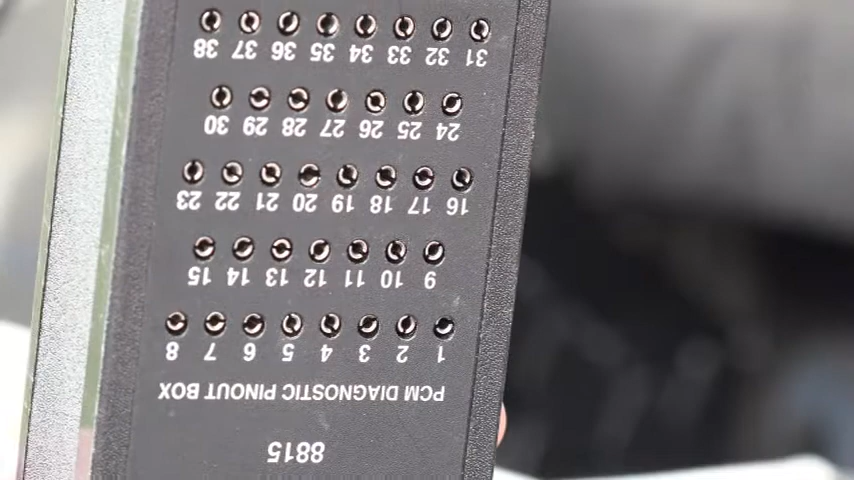 8815
PCM DIAGNOSTIC PINOUT BOX
1 2 3 4 5 6 7 8
9 10 11 12 13 14 15
16 17 18 19 20 21 22 23
24 25 26 27 28 29 30
31 32 33 34 35 36 37 38